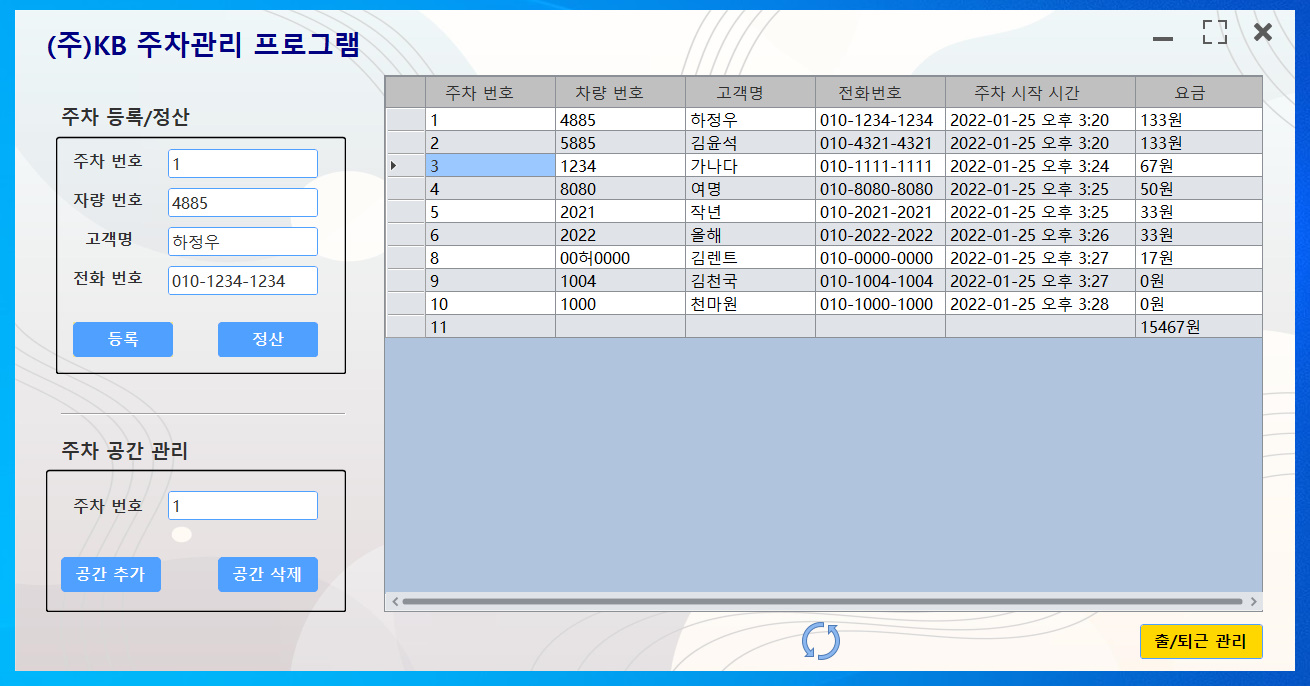 (주)KB 주차관리 프로그램
주차 등록/정산
주차 번호 1
자량 번호 4885
고객명 하정우
전화 번호 010-1234-1234
등록 정산
주차 공간 관리
주차 번호 1
공간 추가 공간 삭제
주차 번호 차량 번호 고객명 전화번호 주차 시작 시간 요금
1 4885 하정우 010-1234-1234 2022-01-25 오후 3:20 133원
2 5885 김윤석 010-4321-4321 2022-01-25 오후 3:20 133원
3 1234 가나다 010-1111-1111 2022-01-25 오후 3:24 67원
4 8080 여명 010-8080-8080 2022-01-25 오후 3:25 50원
5 2021 작년 010-2021-2021 2022-01-25 오후 3:25 33원
6 2022 올해 010-2022-2022 2022-01-25 오후 3:26 33원
8 00허0000 김렌트 010-0000-0000 2022-01-25 오후 3:27 17원
9 1004 김천국 010-1004-1004 2022-01-25 오후 3:27 0원
10 1000 천마원 010-1000-1000 2022-01-25 오후 3:28 0원
11 15467원
출/퇴근 관리